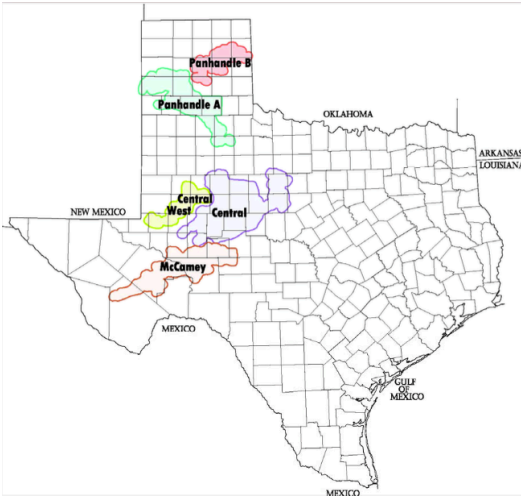 Panhandle B
Panhandle A
OKLAHOMA
ARKANSAS
LOUISIANA
Central
West
Central
NEW MEXICO
McCamey
MEXICO
GULF
OF
MEXICO
MEXICO